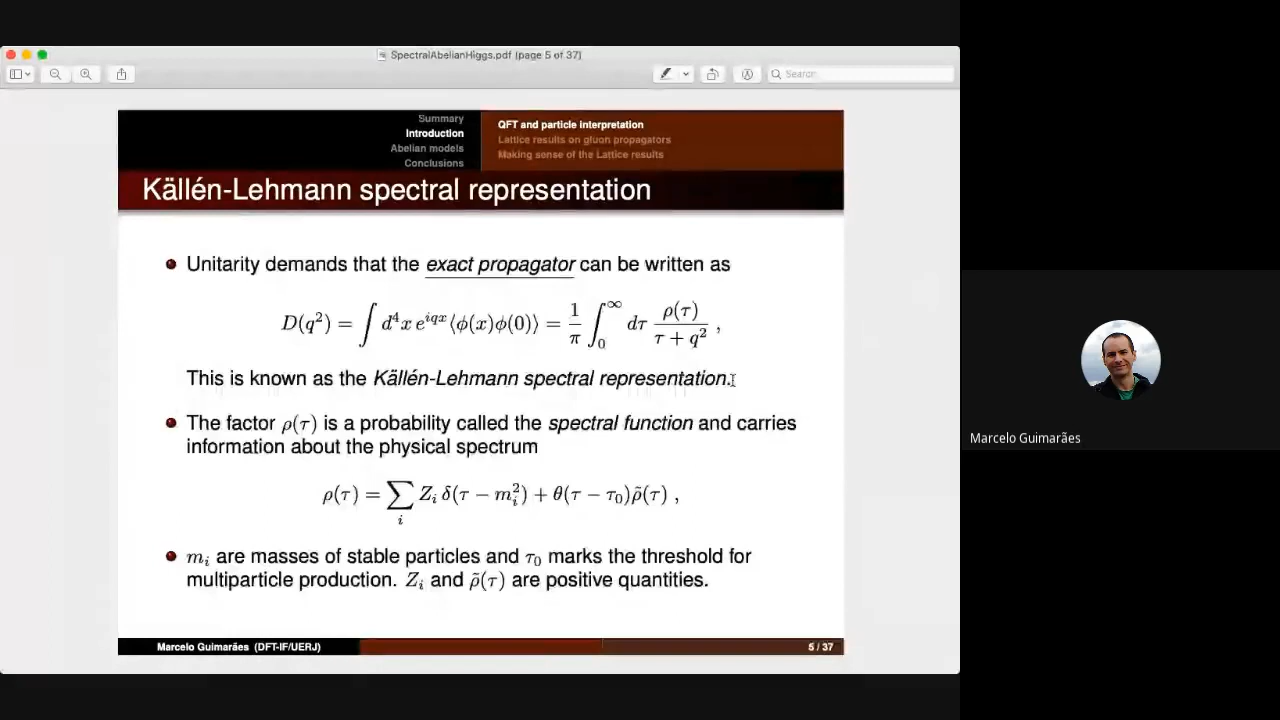 SpectralAbelianHiggs.pdf (page 5 of 37)
Search
Summary
Introduction
Abelian models
Conclusions
QFT and particle interpretation
Lattice results on gluon propagators
Making sense of the Lattice results
Källén-Lehmann spectral representation
Unitarity demands that the exact propagator can be written as
D(q²) = ∫ d⁴x e^{iqx} ⟨ϕ(x)ϕ(0)⟩ = 1/π ∫₀^∞ dτ ρ(τ)/(τ + q²) ,
This is known as the Källén-Lehmann spectral representation.
The factor ρ(τ) is a probability called the spectral function and carries
information about the physical spectrum
ρ(τ) = ∑_i Z_i δ(τ − m_i²) + θ(τ − τ₀)ρ̃(τ) ,
m_i are masses of stable particles and τ₀ marks the threshold for
multiparticle production. Z_i and ρ̃(τ) are positive quantities.
Marcelo Guimarães (DFT-IF/UERJ)
5 / 37
Marcelo Guimarães